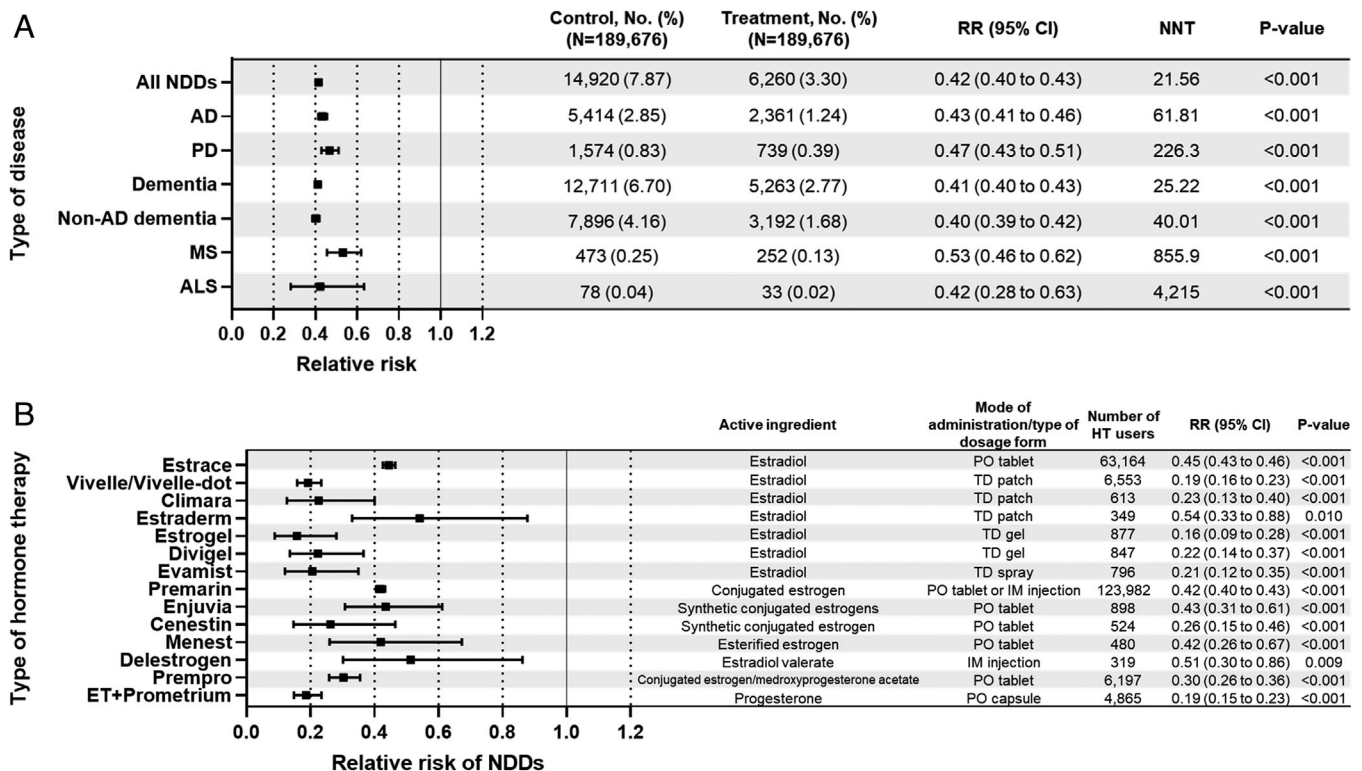 A
Control, No. (%) Treatment, No. (%) RR (95% CI) NNT P-value
(N=189,676) (N=189,676)
Type of disease
All NDDs 14,920 (7.87) 6,260 (3.30) 0.42 (0.40 to 0.43) 21.56 <0.001
AD 5,414 (2.85) 2,361 (1.24) 0.43 (0.41 to 0.46) 61.81 <0.001
PD 1,574 (0.83) 739 (0.39) 0.47 (0.43 to 0.51) 226.3 <0.001
Dementia 12,711 (6.70) 5,263 (2.77) 0.41 (0.40 to 0.43) 25.22 <0.001
Non-AD dementia 7,896 (4.16) 3,192 (1.68) 0.40 (0.39 to 0.42) 40.01 <0.001
MS 473 (0.25) 252 (0.13) 0.53 (0.46 to 0.62) 855.9 <0.001
ALS 78 (0.04) 33 (0.02) 0.42 (0.28 to 0.63) 4,215 <0.001
0.0 0.2 0.4 0.6 0.8 1.0 1.2
Relative risk
B
Active ingredient Mode of administration/type of dosage form Number of HT users RR (95% CI) P-value
Type of hormone therapy
Estrace Estradiol PO tablet 63,164 0.45 (0.43 to 0.46) <0.001
Vivelle/Vivelle-dot Estradiol TD patch 6,553 0.19 (0.16 to 0.23) <0.001
Climara Estradiol TD patch 613 0.23 (0.13 to 0.40) <0.001
Estraderm Estradiol TD patch 349 0.54 (0.33 to 0.88) 0.010
Estrogel Estradiol TD gel 877 0.16 (0.09 to 0.28) <0.001
Divigel Estradiol TD gel 847 0.22 (0.14 to 0.37) <0.001
Evamist Estradiol TD spray 796 0.21 (0.12 to 0.35) <0.001
Premarin Conjugated estrogen PO tablet or IM injection 123,982 0.42 (0.40 to 0.43) <0.001
Enjuvia Synthetic conjugated estrogens PO tablet 898 0.43 (0.31 to 0.61) <0.001
Cenestin Synthetic conjugated estrogen PO tablet 524 0.26 (0.15 to 0.46) <0.001
Menest Esterified estrogen PO tablet 480 0.42 (0.26 to 0.67) <0.001
Delestrogen Estradiol valerate IM injection 319 0.51 (0.30 to 0.86) 0.009
Prempro Conjugated estrogen/medroxyprogesterone acetate PO tablet 6,197 0.30 (0.26 to 0.36) <0.001
ET+Prometrium Progesterone PO capsule 4,865 0.19 (0.15 to 0.23) <0.001
0.0 0.2 0.4 0.6 0.8 1.0 1.2
Relative risk of NDDs